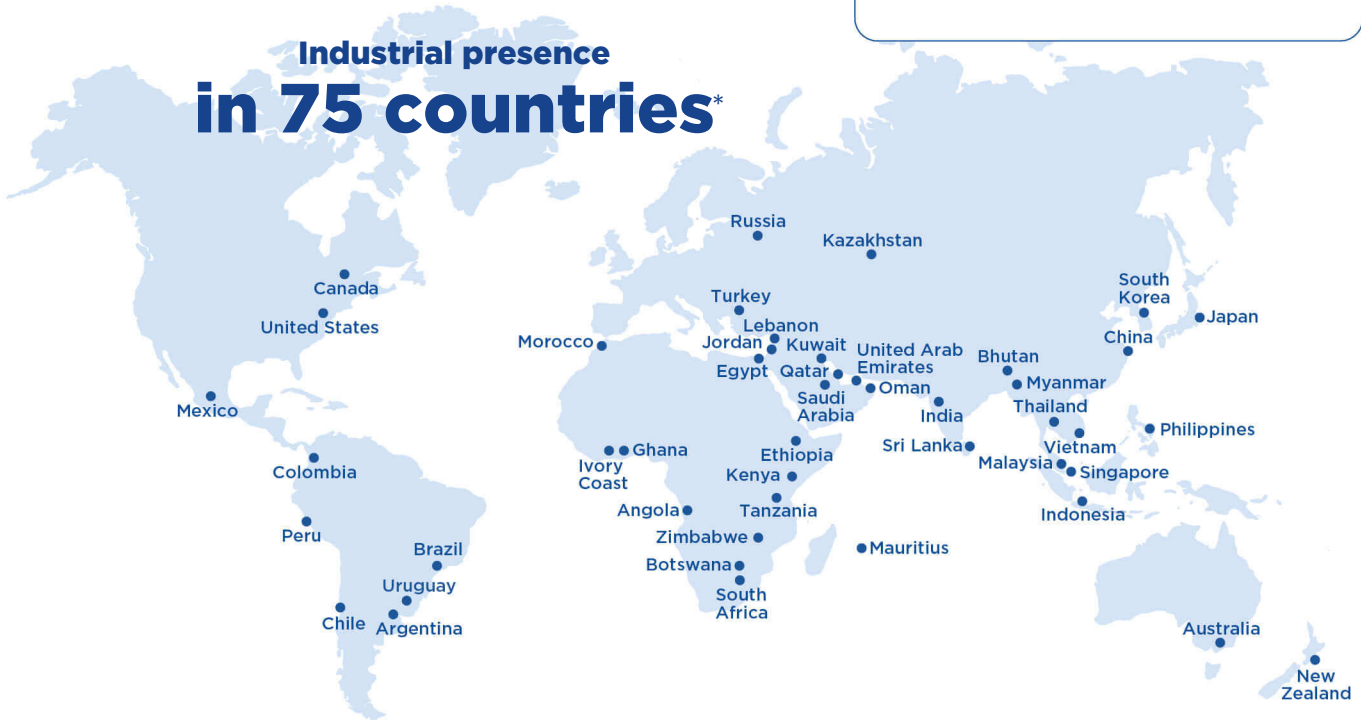 Industrial presence
in 75 countries*
Russia
Kazakhstan
Canada
United States
Mexico
Turkey
Lebanon
Morocco
Jordan
Kuwait
Egypt
Qatar
United Arab
Emirates
Saudi
Arabia
Oman
India
Bhutan
Myanmar
South
Korea
Japan
China
Thailand
Vietnam
Philippines
Sri Lanka
Malaysia
Singapore
Indonesia
Colombia
Peru
Brazil
Uruguay
Chile
Argentina
Ivory
Coast
Ghana
Ethiopia
Kenya
Angola
Tanzania
Zimbabwe
Mauritius
Botswana
South
Africa
Australia
New
Zealand